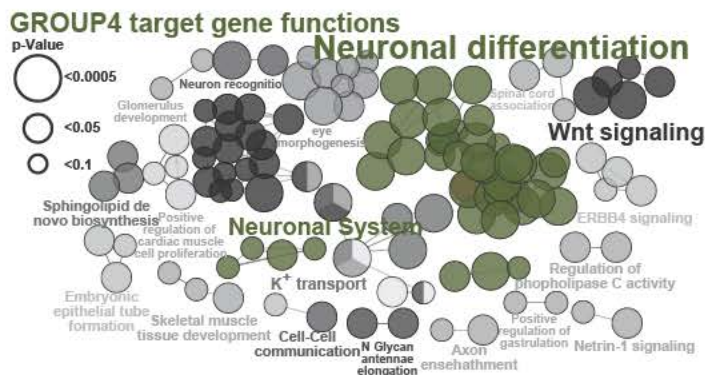 GROUP4 target gene functions
p-Value
<0.0005
<0.05
<0.1
Neuronal differentiation
Neuron recognitio
Glomerulus
development
eye
morphogenesis
Spinal cord
association
Wnt signaling
Sphingolipid de
novo biosynthesis
Positive
regulation of
cardiac muscle
cell proliferation
Neuronal System
ERBB4 signaling
K+ transport
Regulation of
phopholipase C activity
Embryonic
epithelial tube
formation
Skeletal muscle
tissue development
Cell-Cell
communication
N Glycan
antennae
elongation
Axon
ensehathment
Positive
regulation of
gastrulation
Netrin-1 signaling